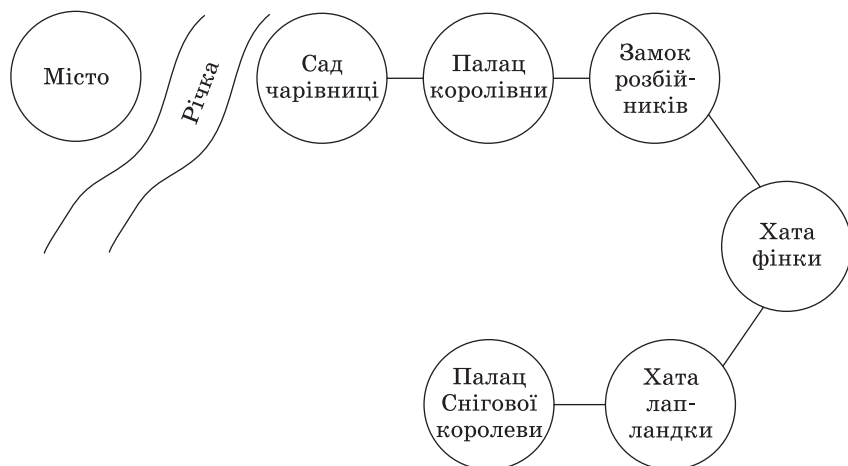 Місто
Річка
Сад
чарівниці
Палац
королівни
Замок
розбій-
ників
Хата
фінки
Палац
Снігової
королеви
Хата
лап-
ландки